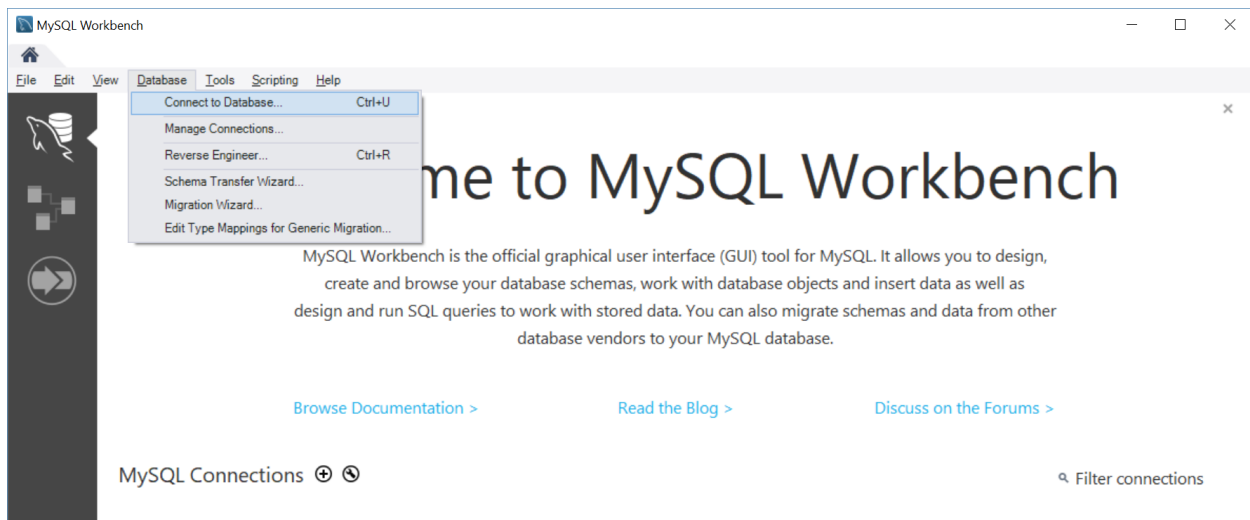 MySQL Workbench
File Edit View Database Tools Scripting Help
Connect to Database... Ctrl+U
Manage Connections...
Reverse Engineer... Ctrl+R
Schema Transfer Wizard...
Migration Wizard...
Edit Type Mappings for Generic Migration...
me to MySQL Workbench
MySQL Workbench is the official graphical user interface (GUI) tool for MySQL. It allows you to design,
create and browse your database schemas, work with database objects and insert data as well as
design and run SQL queries to work with stored data. You can also migrate schemas and data from other
database vendors to your MySQL database.
Browse Documentation > Read the Blog > Discuss on the Forums >
MySQL Connections Filter connections